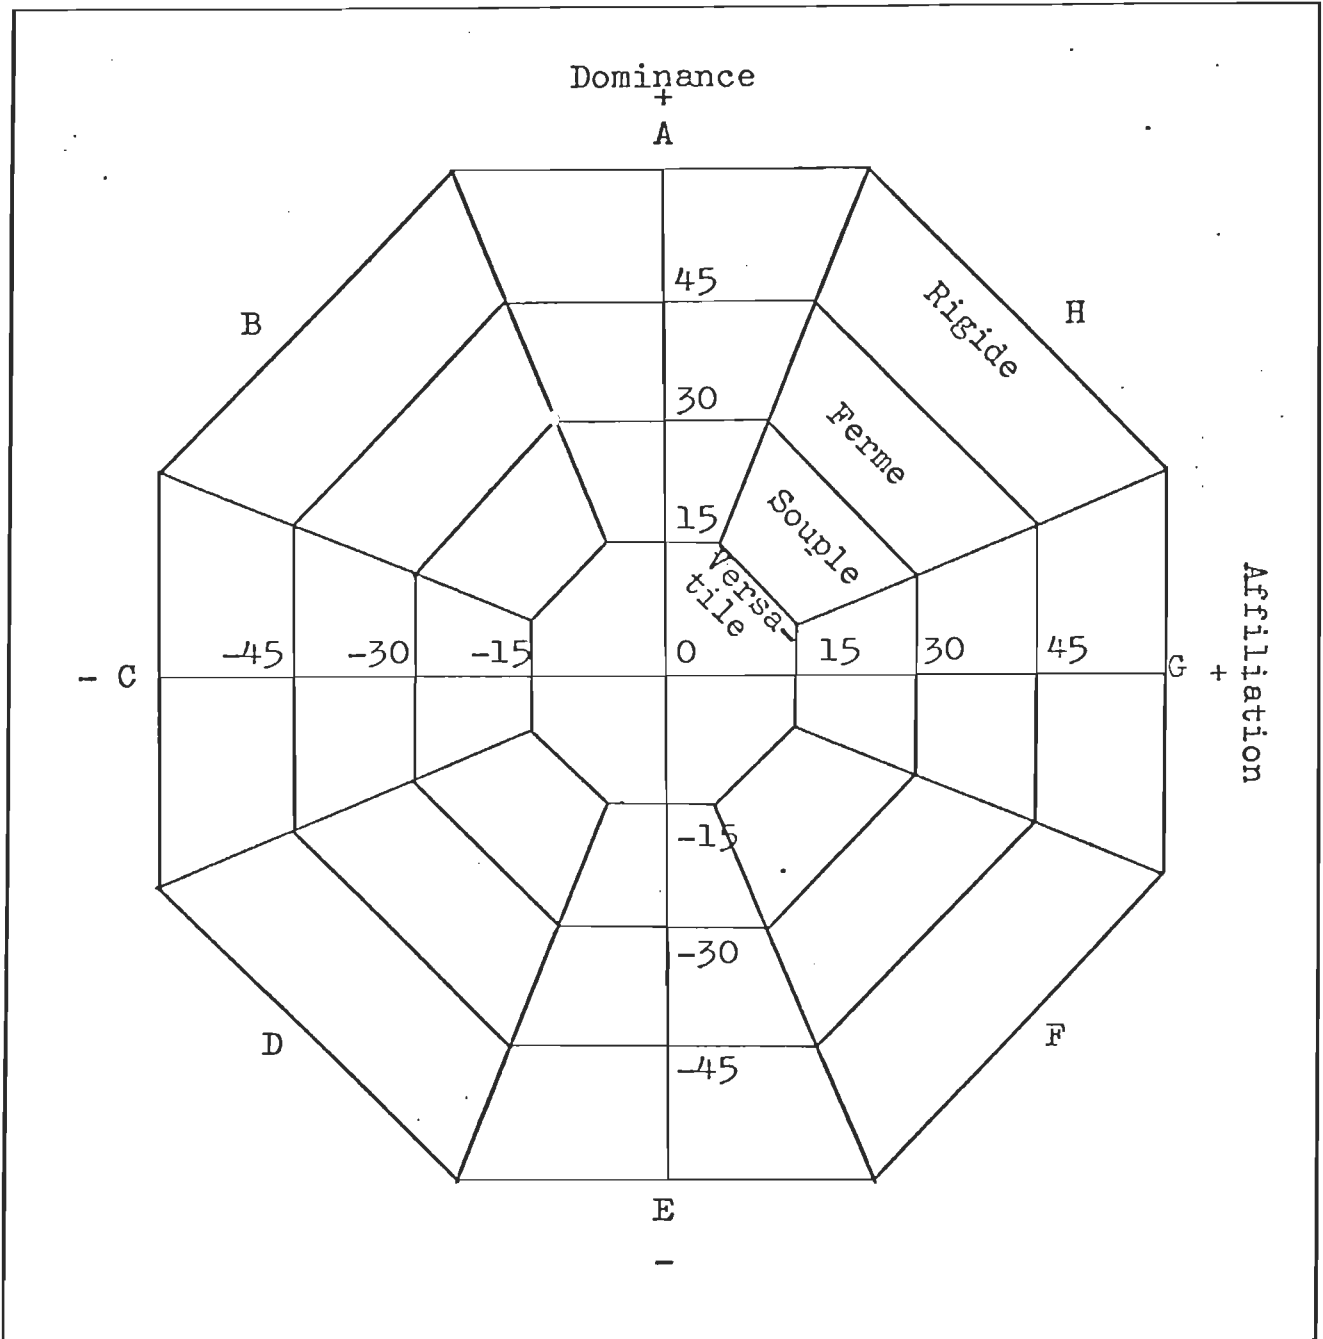 Dominance
+
A
B
H
Rigide
Ferme
Souple
Versa-
tile
45
30
15
- C
-45
-30
-15
0
15
30
45
G +
Affiliation
-15
-30
-45
D
F
E
-